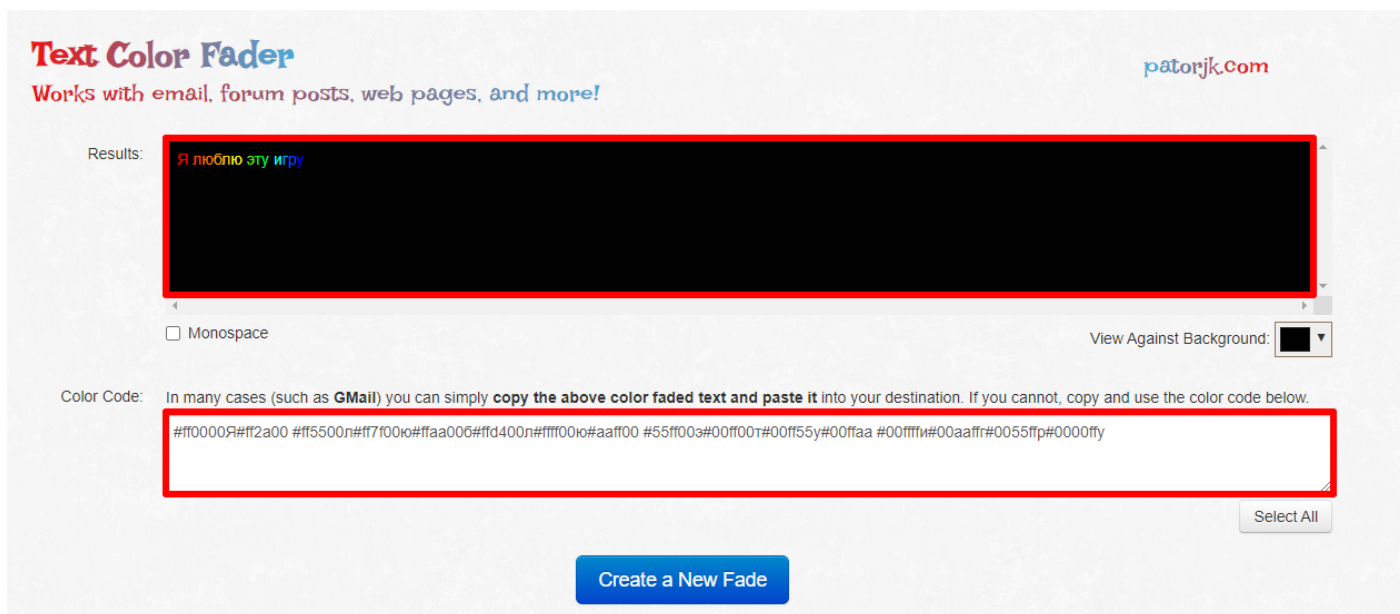 Text Color Fader
patorjk.com
Works with email, forum posts, web pages, and more!
Results:
Я люблю эту игру
Monospace
View Against Background:
Color Code:
In many cases (such as GMail) you can simply copy the above color faded text and paste it into your destination. If you cannot, copy and use the color code below.
#ff0000Я#ff2a00 #ff5500л#ff7f00ю#ffaa00б#ffd400л#ffff00ю#aaff00 #55ff00э#00ff00т#00ff55у#00ffaa #00ffffи#00aaffг#0055ffр#0000ffу
Select All
Create a New Fade